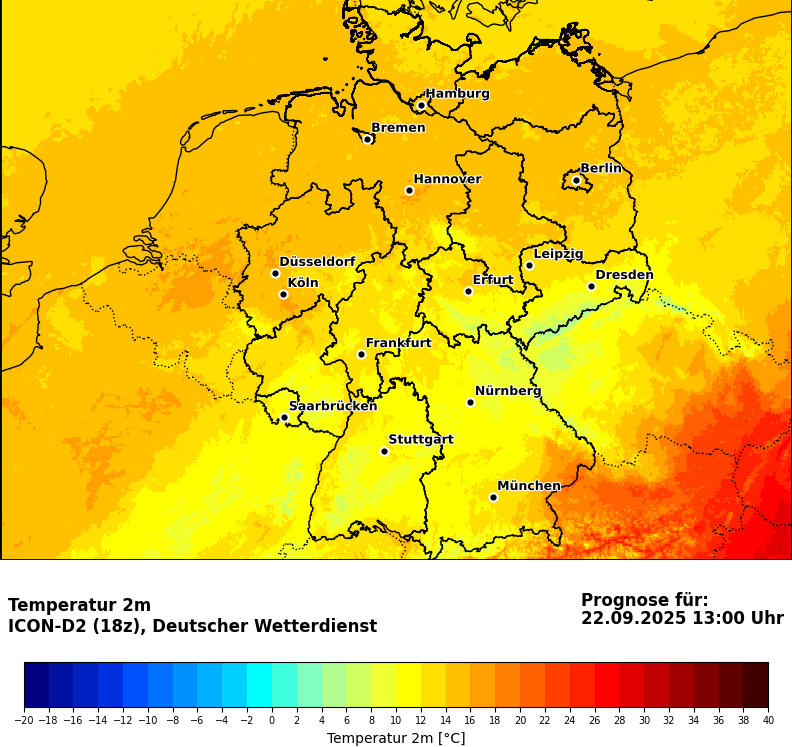 Hamburg
Bremen
Berlin
Hannover
Leipzig
Düsseldorf
Dresden
Köln
Erfurt
Frankfurt
Nürnberg
Saarbrücken
Stuttgart
München
Temperatur 2m
ICON-D2 (18z), Deutscher Wetterdienst
Prognose für:
22.09.2025 13:00 Uhr
−20 −18 −16 −14 −12 −10 −8 −6 −4 −2 0 2 4 6 8 10 12 14 16 18 20 22 24 26 28 30 32 34 36 38 40
Temperatur 2m [°C]